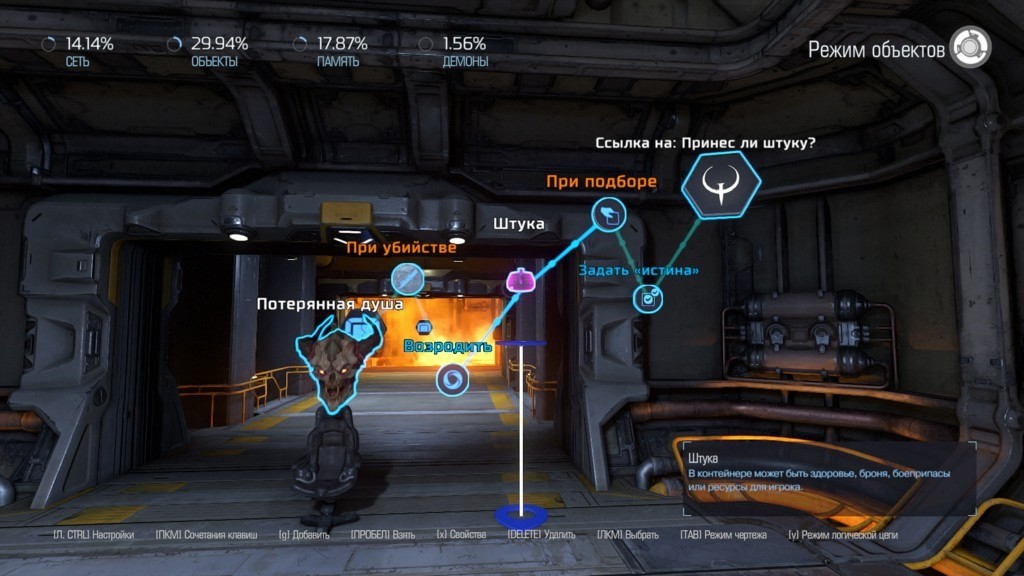 14.14% 29.94% 17.87% 1.56%
СЕТЬ ОБЪЕКТЫ ПАМЯТЬ ДЕМОНЫ
Режим объектов
Ссылка на: Принес ли штуку?
При подборе
Штука
При убийстве
Задать «истина»
Потерянная душа
Возродить
Штука
В контейнере может быть здоровье, броня, боеприпасы
или ресурсы для игрока.
[Л. CTRL] Настройки [ПКМ] Сочетания клавиш [g] Добавить [ПРОБЕЛ] Взять [x] Свойства [DELETE] Удалить [ЛКМ] Выбрать [TAB] Режим чертежа [v] Режим логической цепи